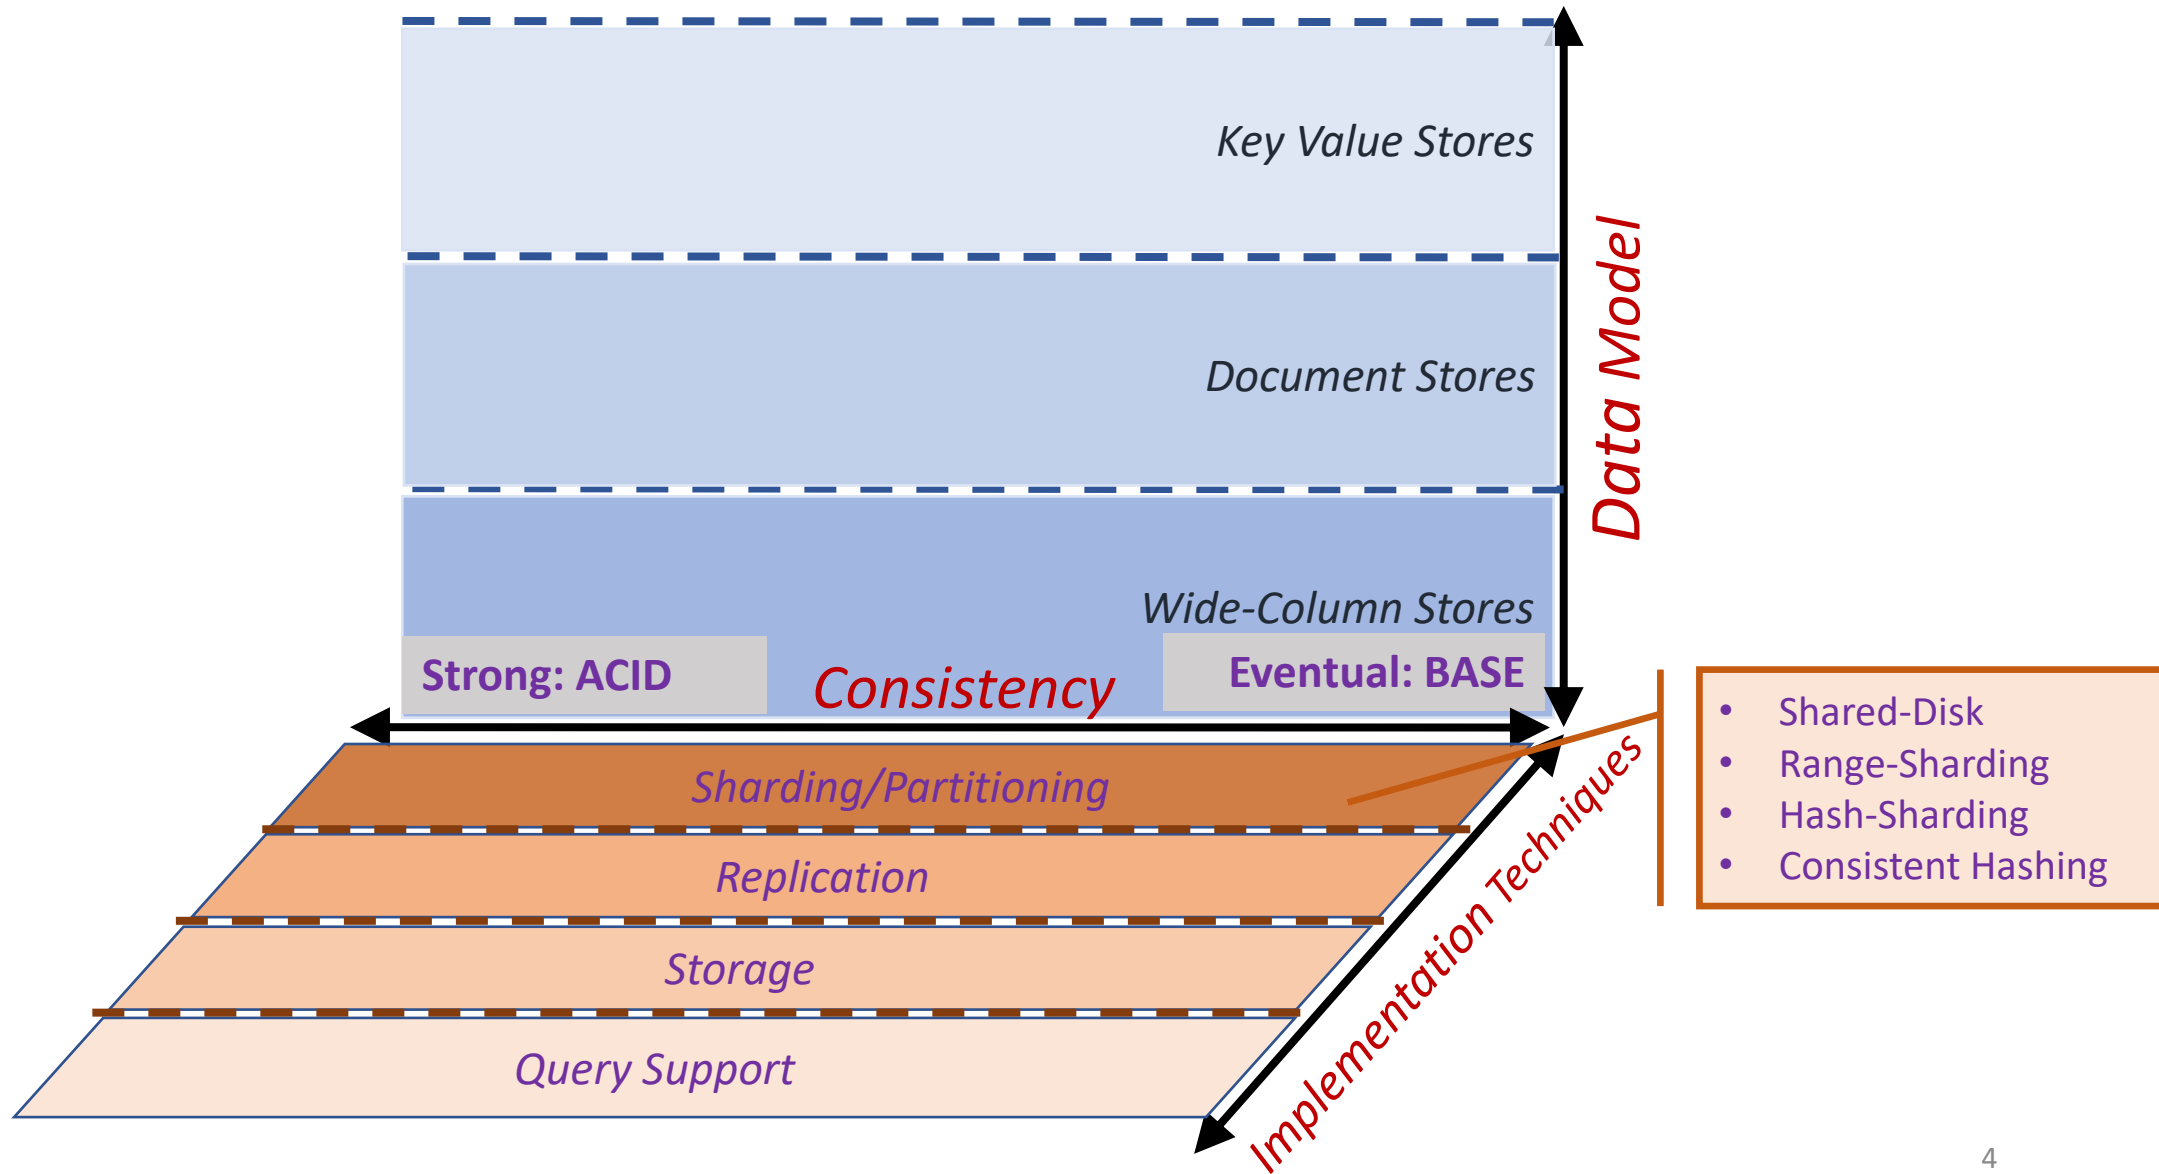 Key Value Stores
Document Stores
Data Model
Wide-Column Stores
Strong: ACID
Consistency
Eventual: BASE
Sharding/Partitioning
Replication
Storage
Query Support
Implementation Techniques
• Shared-Disk
• Range-Sharding
• Hash-Sharding
• Consistent Hashing
4